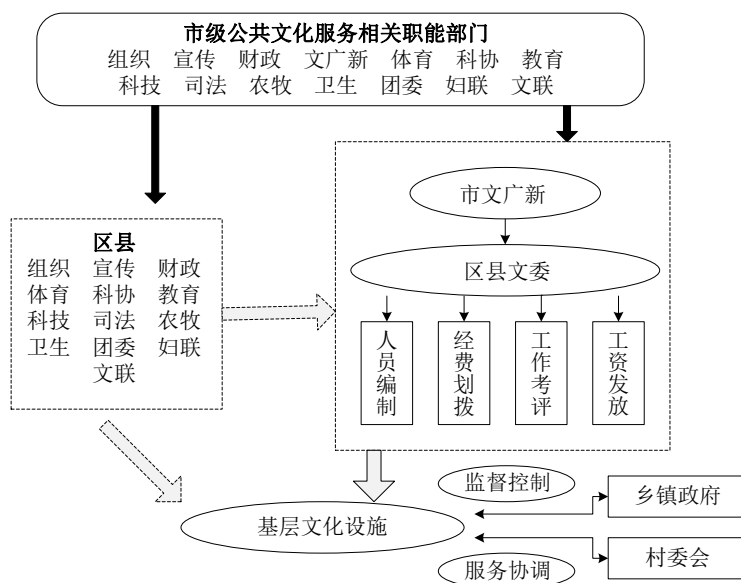 市级公共文化服务相关职能部门
组织 宣传 财政 文广新 体育 科协 教育
科技 司法 农牧 卫生 团委 妇联 文联
市文广新
区县
组织 宣传 财政
体育 科协 教育
科技 司法 农牧
卫生 团委 妇联
文联
区县文委
人员编制
经费划拨
工作考评
工资发放
监督控制
乡镇政府
基层文化设施
村委会
服务协调